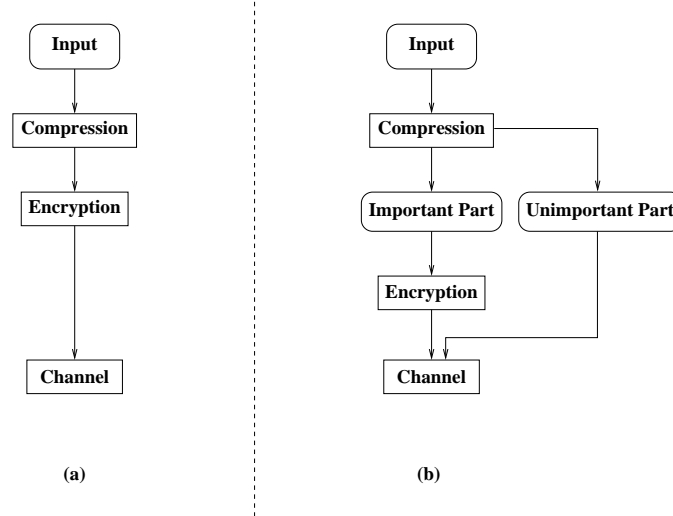 Input
Compression
Encryption
Channel
(a)
Input
Compression
Important Part
Unimportant Part
Encryption
Channel
(b)